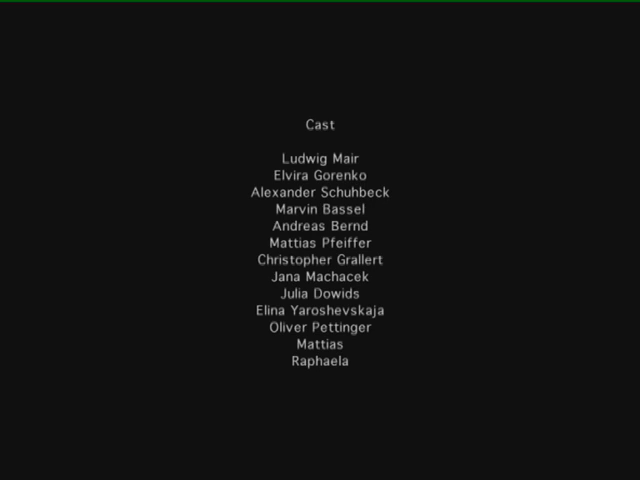 Cast
Ludwig Mair
Elvira Gorenko
Alexander Schuhbeck
Marvin Bassel
Andreas Bernd
Mattias Pfeiffer
Christopher Grallert
Jana Machacek
Julia Dowids
Elina Yaroshevskaja
Oliver Pettinger
Mattias
Raphaela